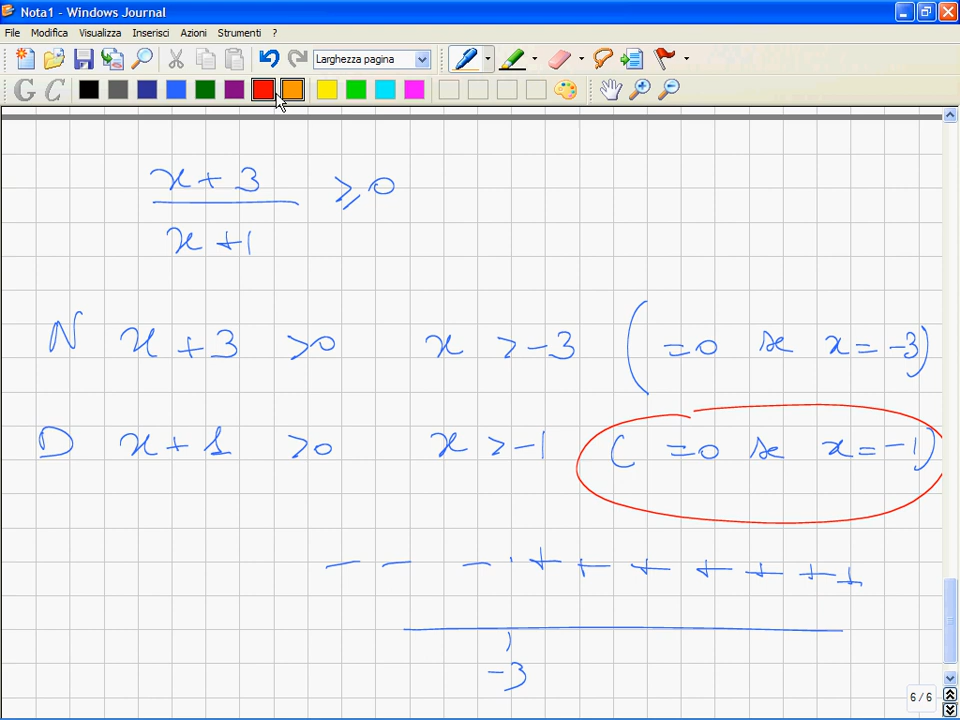 Nota1 - Windows Journal
File Modifica Visualizza Inserisci Azioni Strumenti ?
Larghezza pagina
G C
x + 3
≥ 0
x + 1
N x + 3 > 0 x > -3 ( = 0 se x = -3)
D x + 1 > 0 x > -1 ( = 0 se x = -1)
- - - + + + + + +
-3
6 / 6